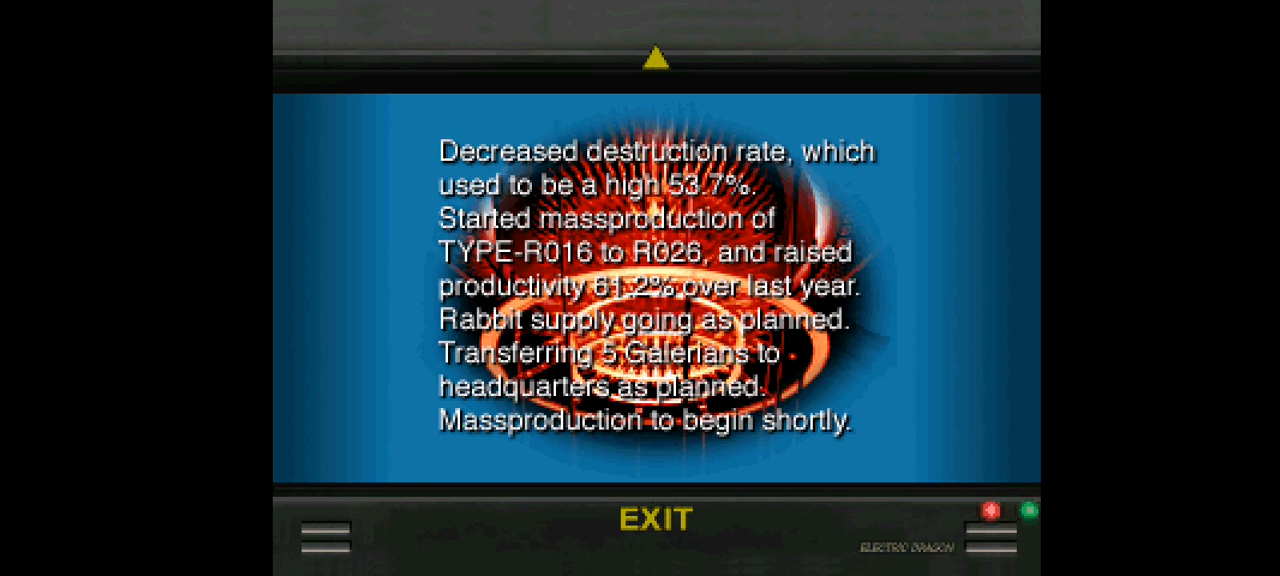 Decreased destruction rate, which
used to be a high 53.7%.
Started massproduction of
TYPE-R016 to R026, and raised
productivity 61.2% over last year.
Rabbit supply going as planned.
Transferring 5 Galerians to
headquarters as planned.
Massproduction to begin shortly.
EXIT
ELECTRIC DRAGON